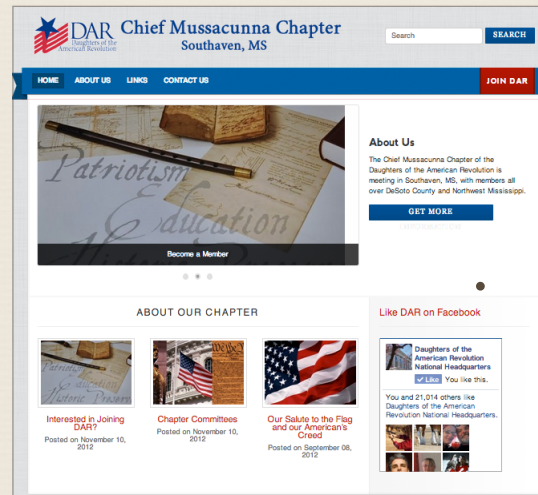 DAR
Daughters of the
American Revolution
Chief Mussacunna Chapter
Southaven, MS
Search
SEARCH
HOME
ABOUT US
LINKS
CONTACT US
JOIN DAR
Patriotism
Education
Become a Member
About Us
The Chief Mussacunna Chapter of the
Daughters of the American Revolution is
meeting in Southaven, MS, with members all
over DeSoto County and Northwest Mississippi.
GET MORE
INFORMATION
ABOUT OUR CHAPTER
Interested in Joining
DAR?
Posted on November 10,
2012
Chapter Committees
Posted on November 10,
2012
Our Salute to the Flag
and our American's
Creed
Posted on September 08,
2012
Like DAR on Facebook
Daughters of the
American Revolution
National Headquarters
Like You like this.
You and 21,014 others like
Daughters of the American
Revolution National Headquarters.